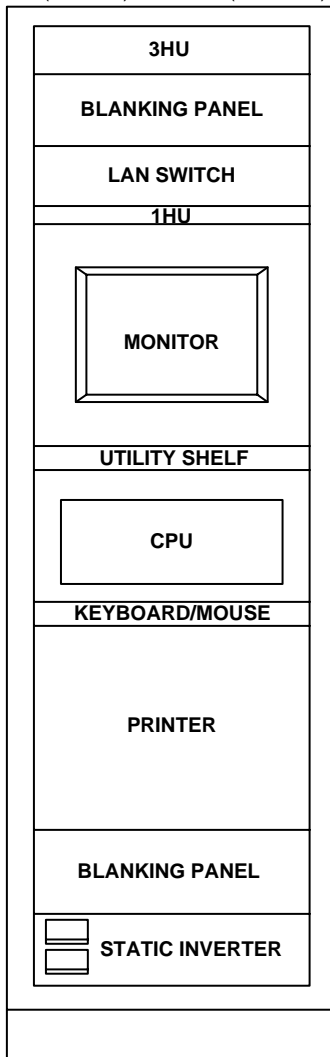 3HU
BLANKING PANEL
LAN SWITCH
1HU
MONITOR
UTILITY SHELF
CPU
KEYBOARD/MOUSE
PRINTER
BLANKING PANEL
STATIC INVERTER